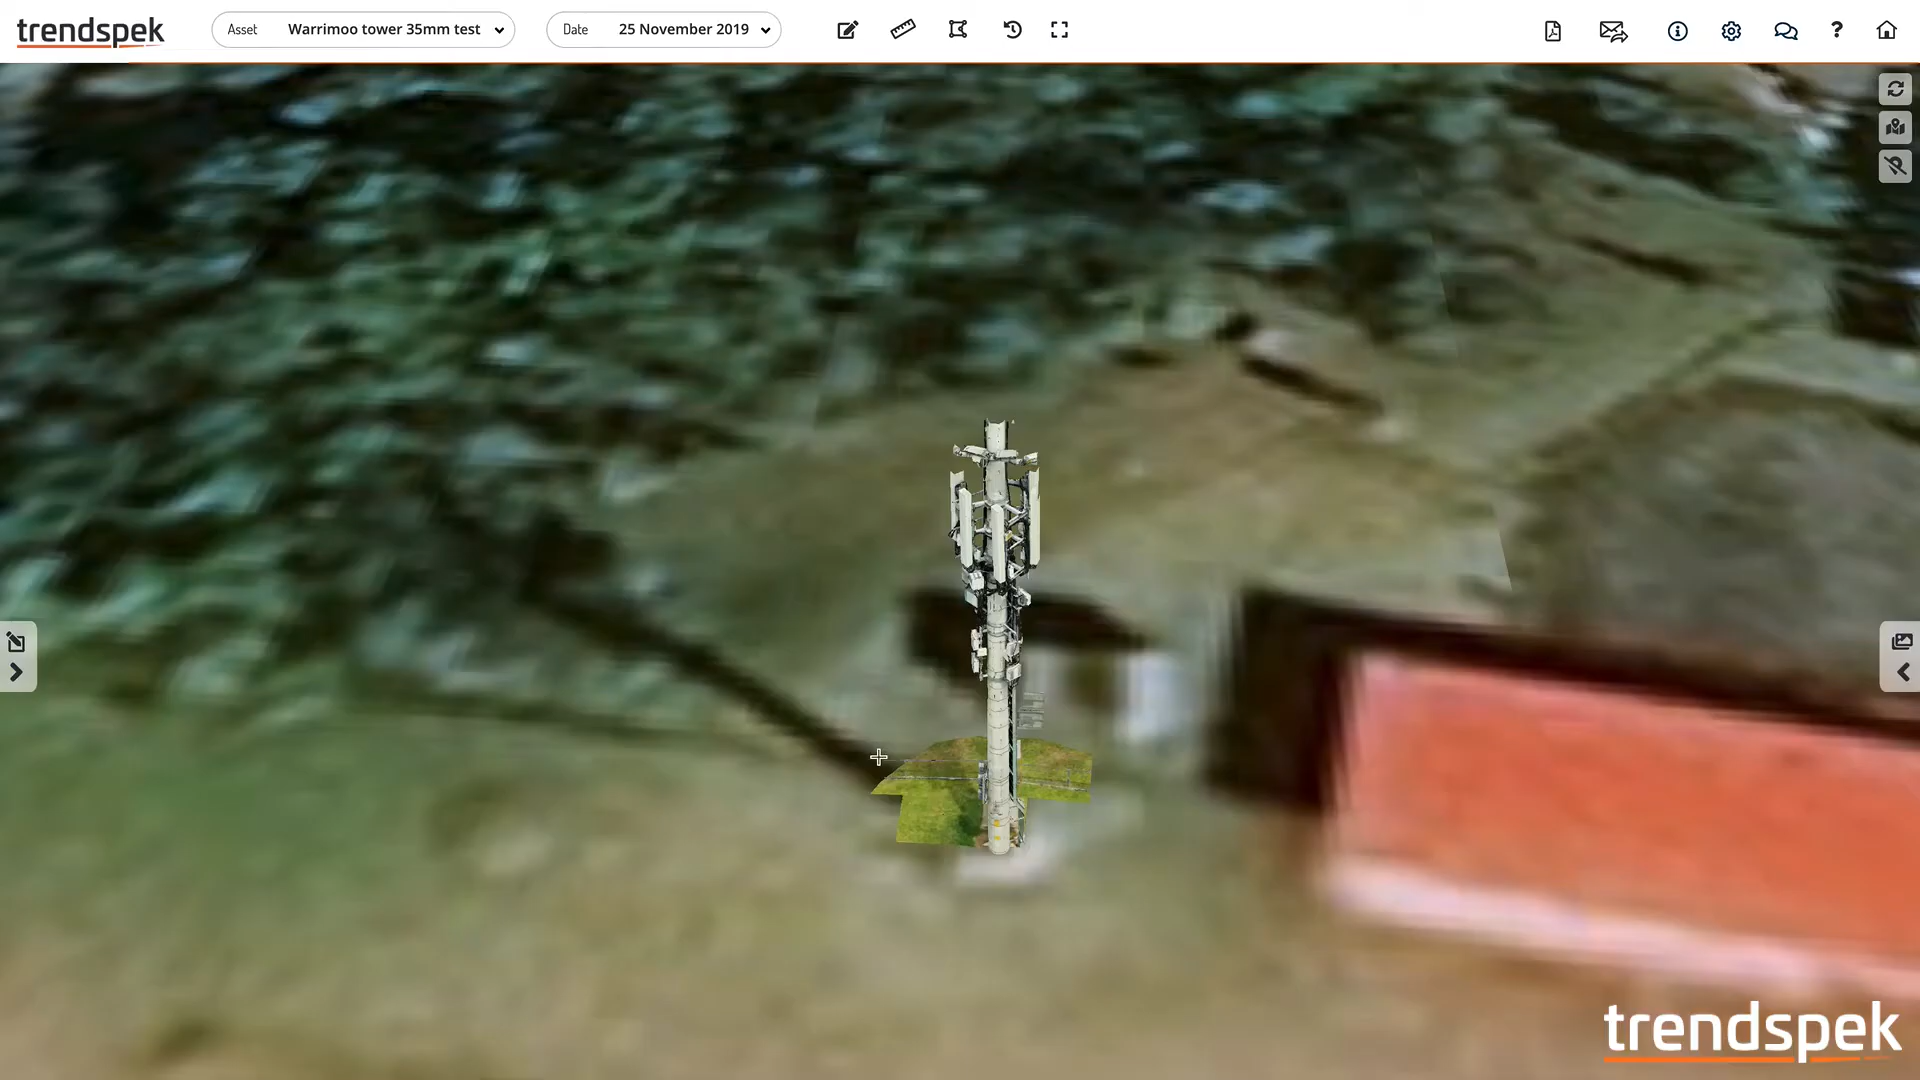 trendspek
Asset Warrimoo tower 35mm test
Date 25 November 2019
?
trendspek